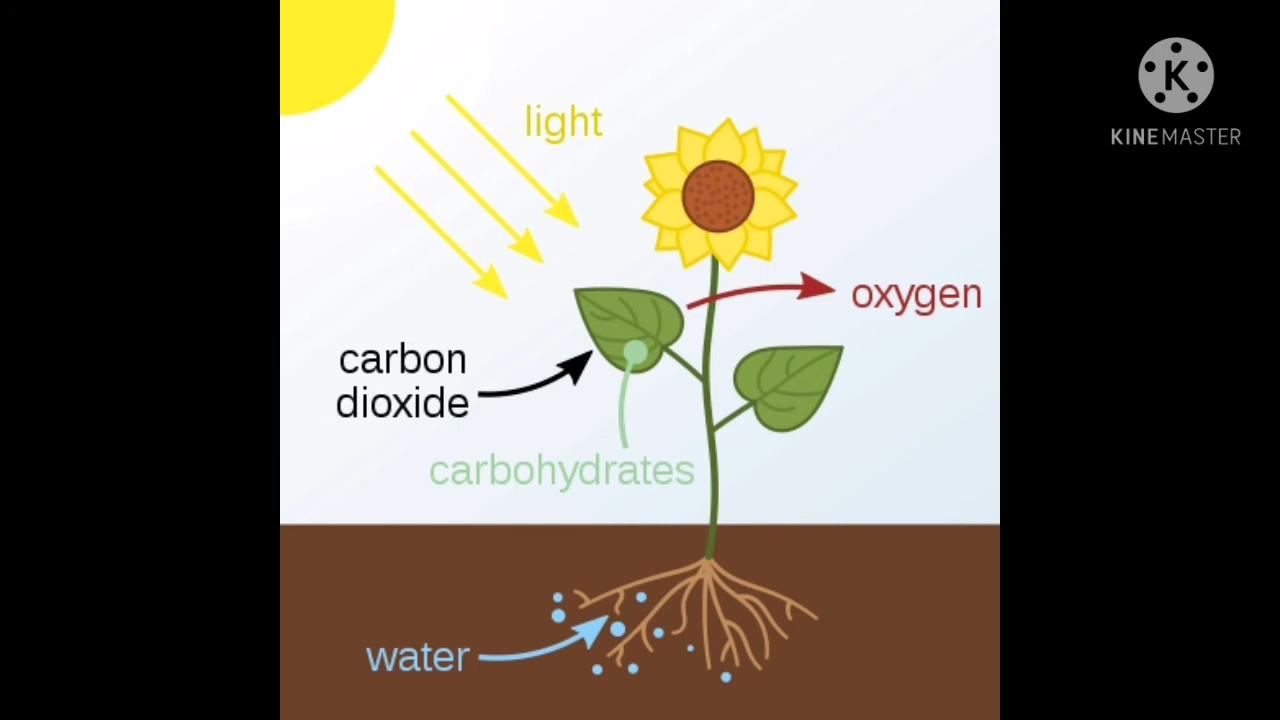 light
oxygen
carbon
dioxide
carbohydrates
water
K
KINEMASTER